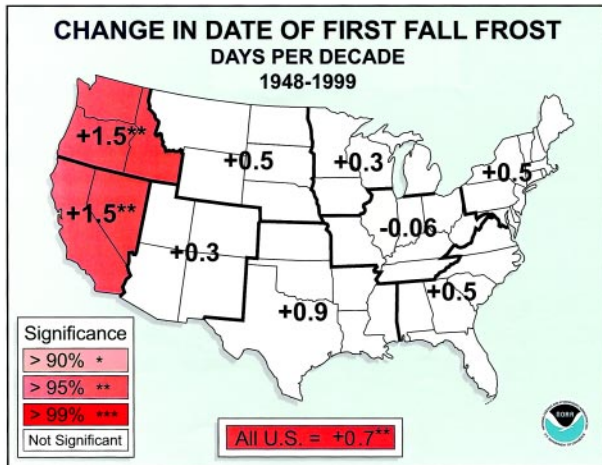 CHANGE IN DATE OF FIRST FALL FROST
DAYS PER DECADE
1948-1999
+1.5**
+0.5
+0.3
+0.5
+1.5**
-0.06
+0.3
+0.5
+0.9
Significance
> 90% *
> 95% **
> 99% ***
Not Significant
All U.S. = +0.7**